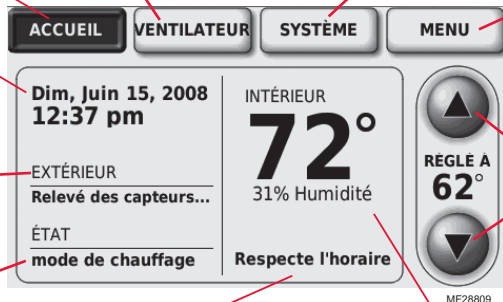 ACCUEIL
VENTILATEUR
SYSTÈME
MENU
Dim, Juin 15, 2008
12:37 pm
EXTÉRIEUR
Relevé des capteurs...
ÉTAT
mode de chauffage
INTÉRIEUR
72°
31% Humidité
Respecte l'horaire
RÉGLÉ À
62°
MF28809